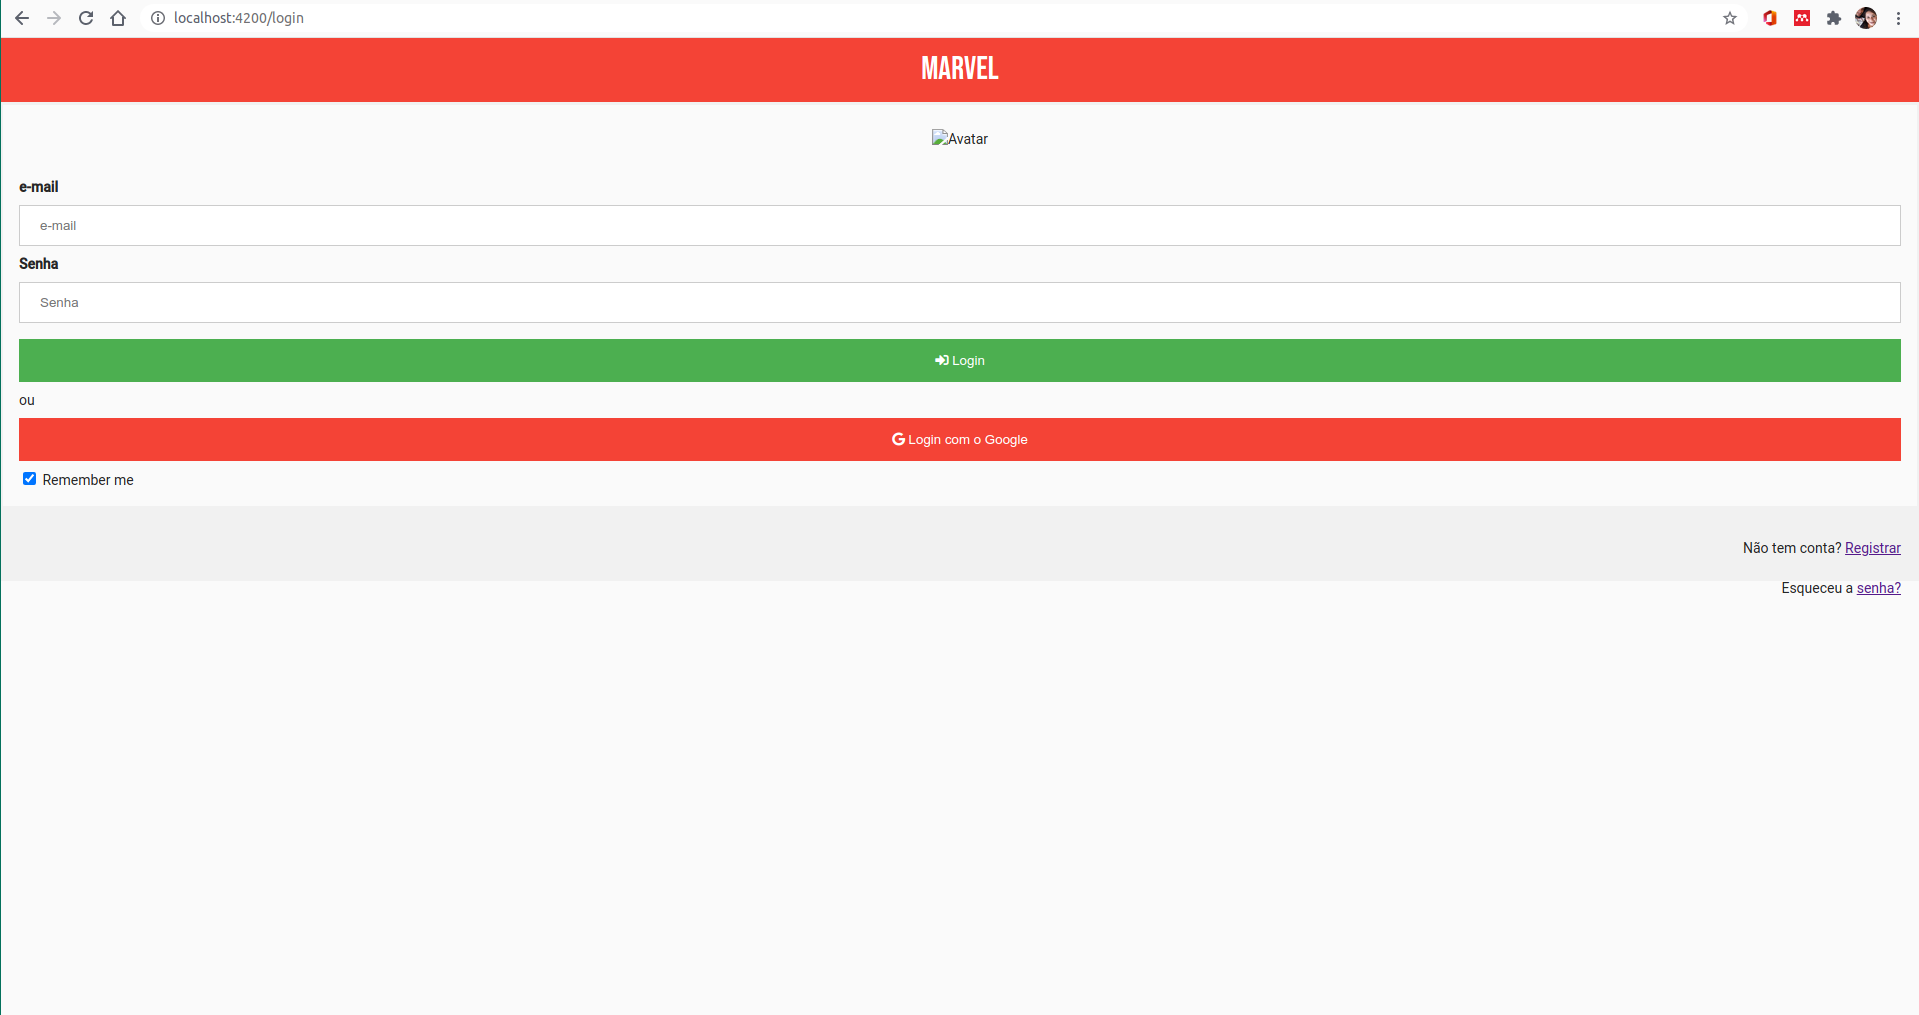 localhost:4200/login
MARVEL
Avatar
e-mail
e-mail
Senha
Senha
Login
ou
Login com o Google
Remember me
Não tem conta? Registrar
Esqueceu a senha?